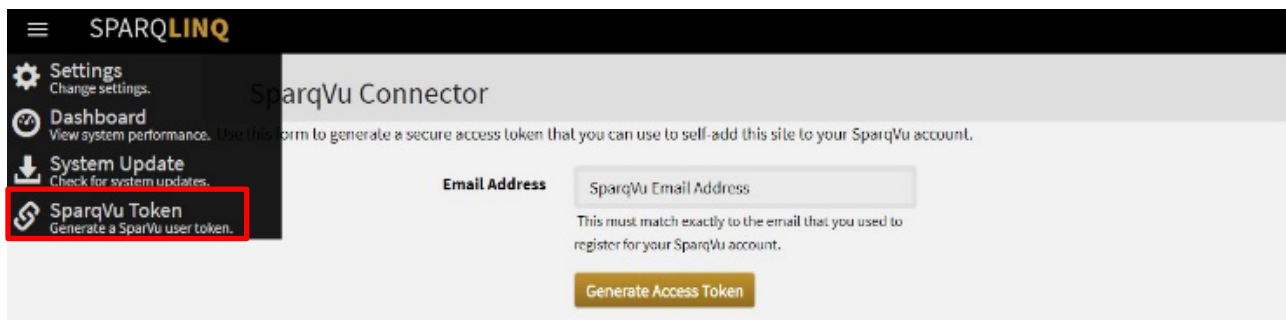 SPARQLINQ
Settings
Change settings.
Dashboard
View system performance.
System Update
Check for system updates.
SparqVu Token
Generate a SparVu user token.
SparqVu Connector
Use this form to generate a secure access token that you can use to self-add this site to your SparqVu account.
Email Address
SparqVu Email Address
This must match exactly to the email that you used to
register for your SparqVu account.
Generate Access Token